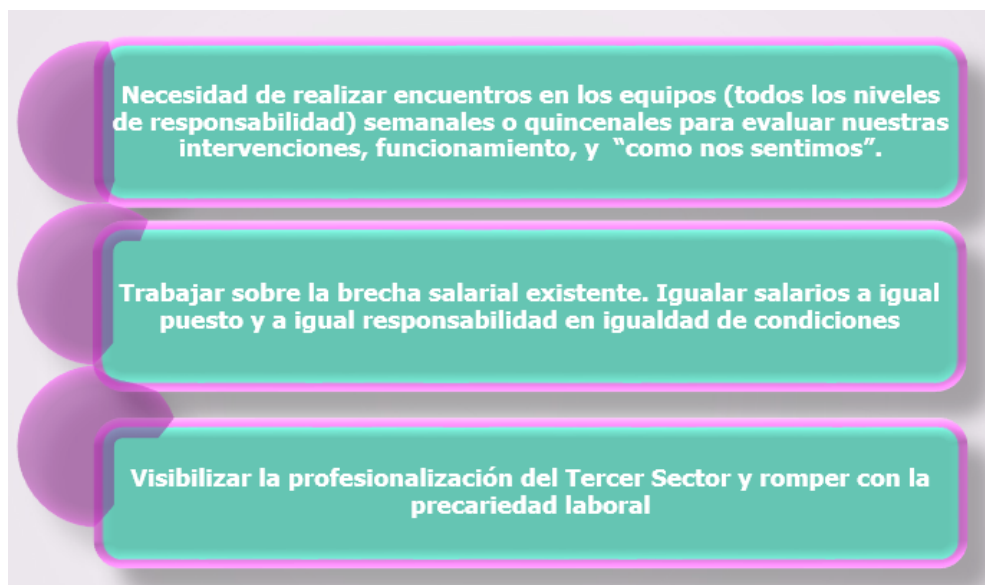 Necesidad de realizar encuentros en los equipos (todos los niveles
de responsabilidad) semanales o quincenales para evaluar nuestras
intervenciones, funcionamiento, y “como nos sentimos”.
Trabajar sobre la brecha salarial existente. Igualar salarios a igual
puesto y a igual responsabilidad en igualdad de condiciones
Visibilizar la profesionalización del Tercer Sector y romper con la
precariedad laboral